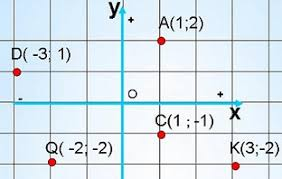 y
+
A(1;2)
D( -3; 1)
O
-
+
x
C(1 ;-1)
Q( -2; -2)
K(3;-2)